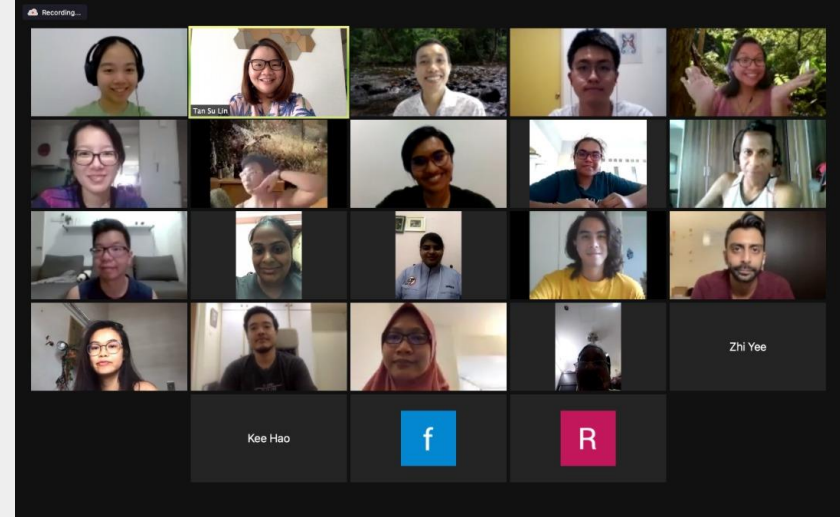 Recording...
Tan Su Lin
Zhi Yee
Kee Hao
f
R